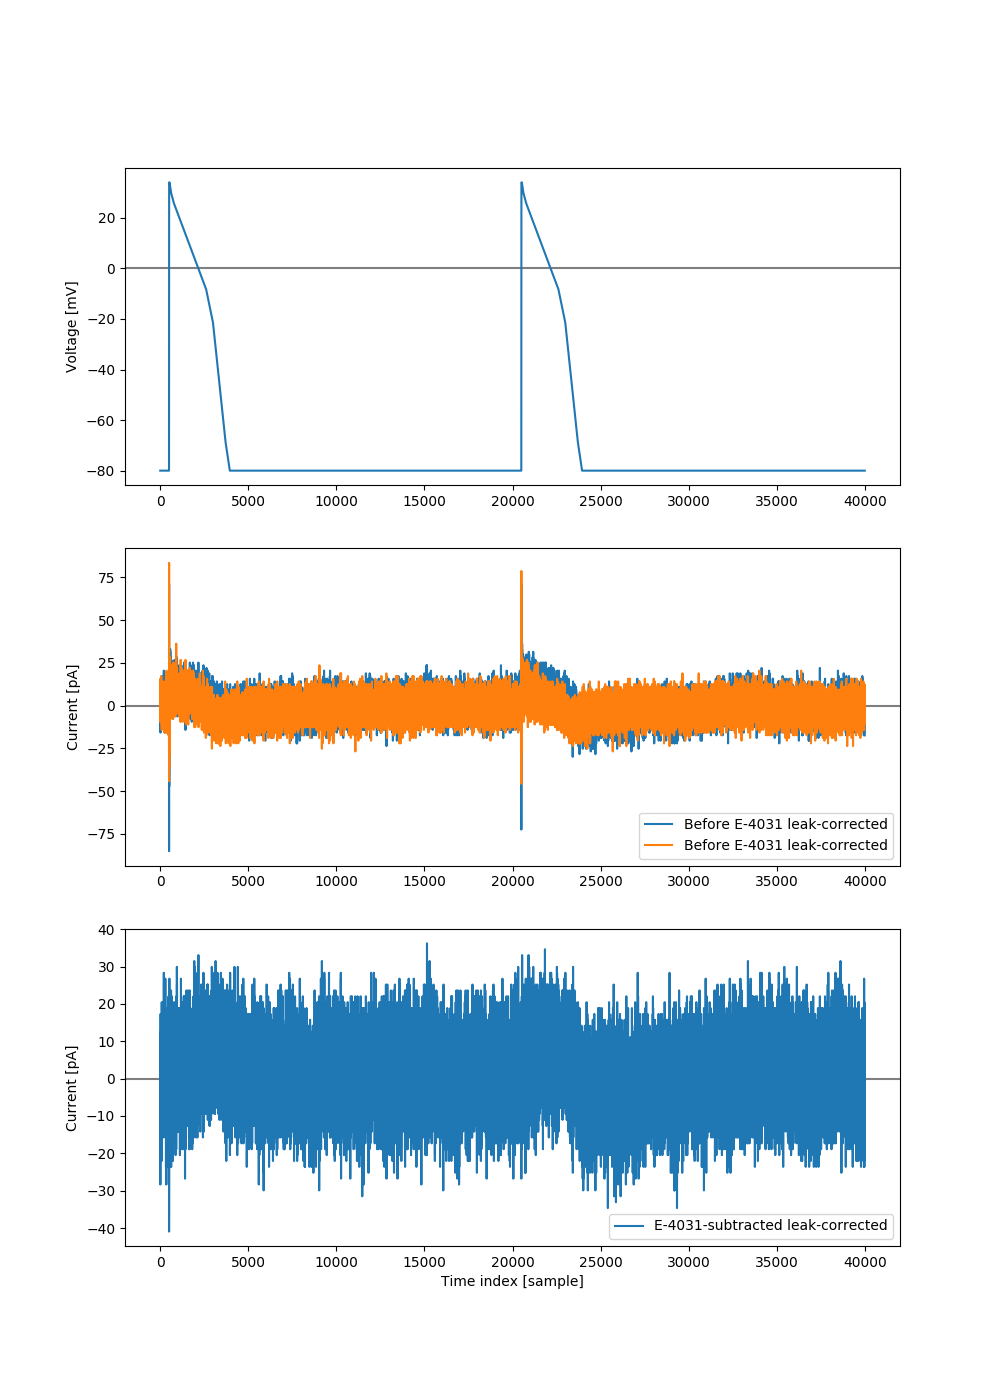 20
0
−20
−40
−60
−80
Voltage [mV]
0 5000 10000 15000 20000 25000 30000 35000 40000
75
50
25
0
−25
−50
−75
Current [pA]
Before E-4031 leak-corrected
Before E-4031 leak-corrected
0 5000 10000 15000 20000 25000 30000 35000 40000
40
30
20
10
0
−10
−20
−30
−40
Current [pA]
E-4031-subtracted leak-corrected
0 5000 10000 15000 20000 25000 30000 35000 40000
Time index [sample]